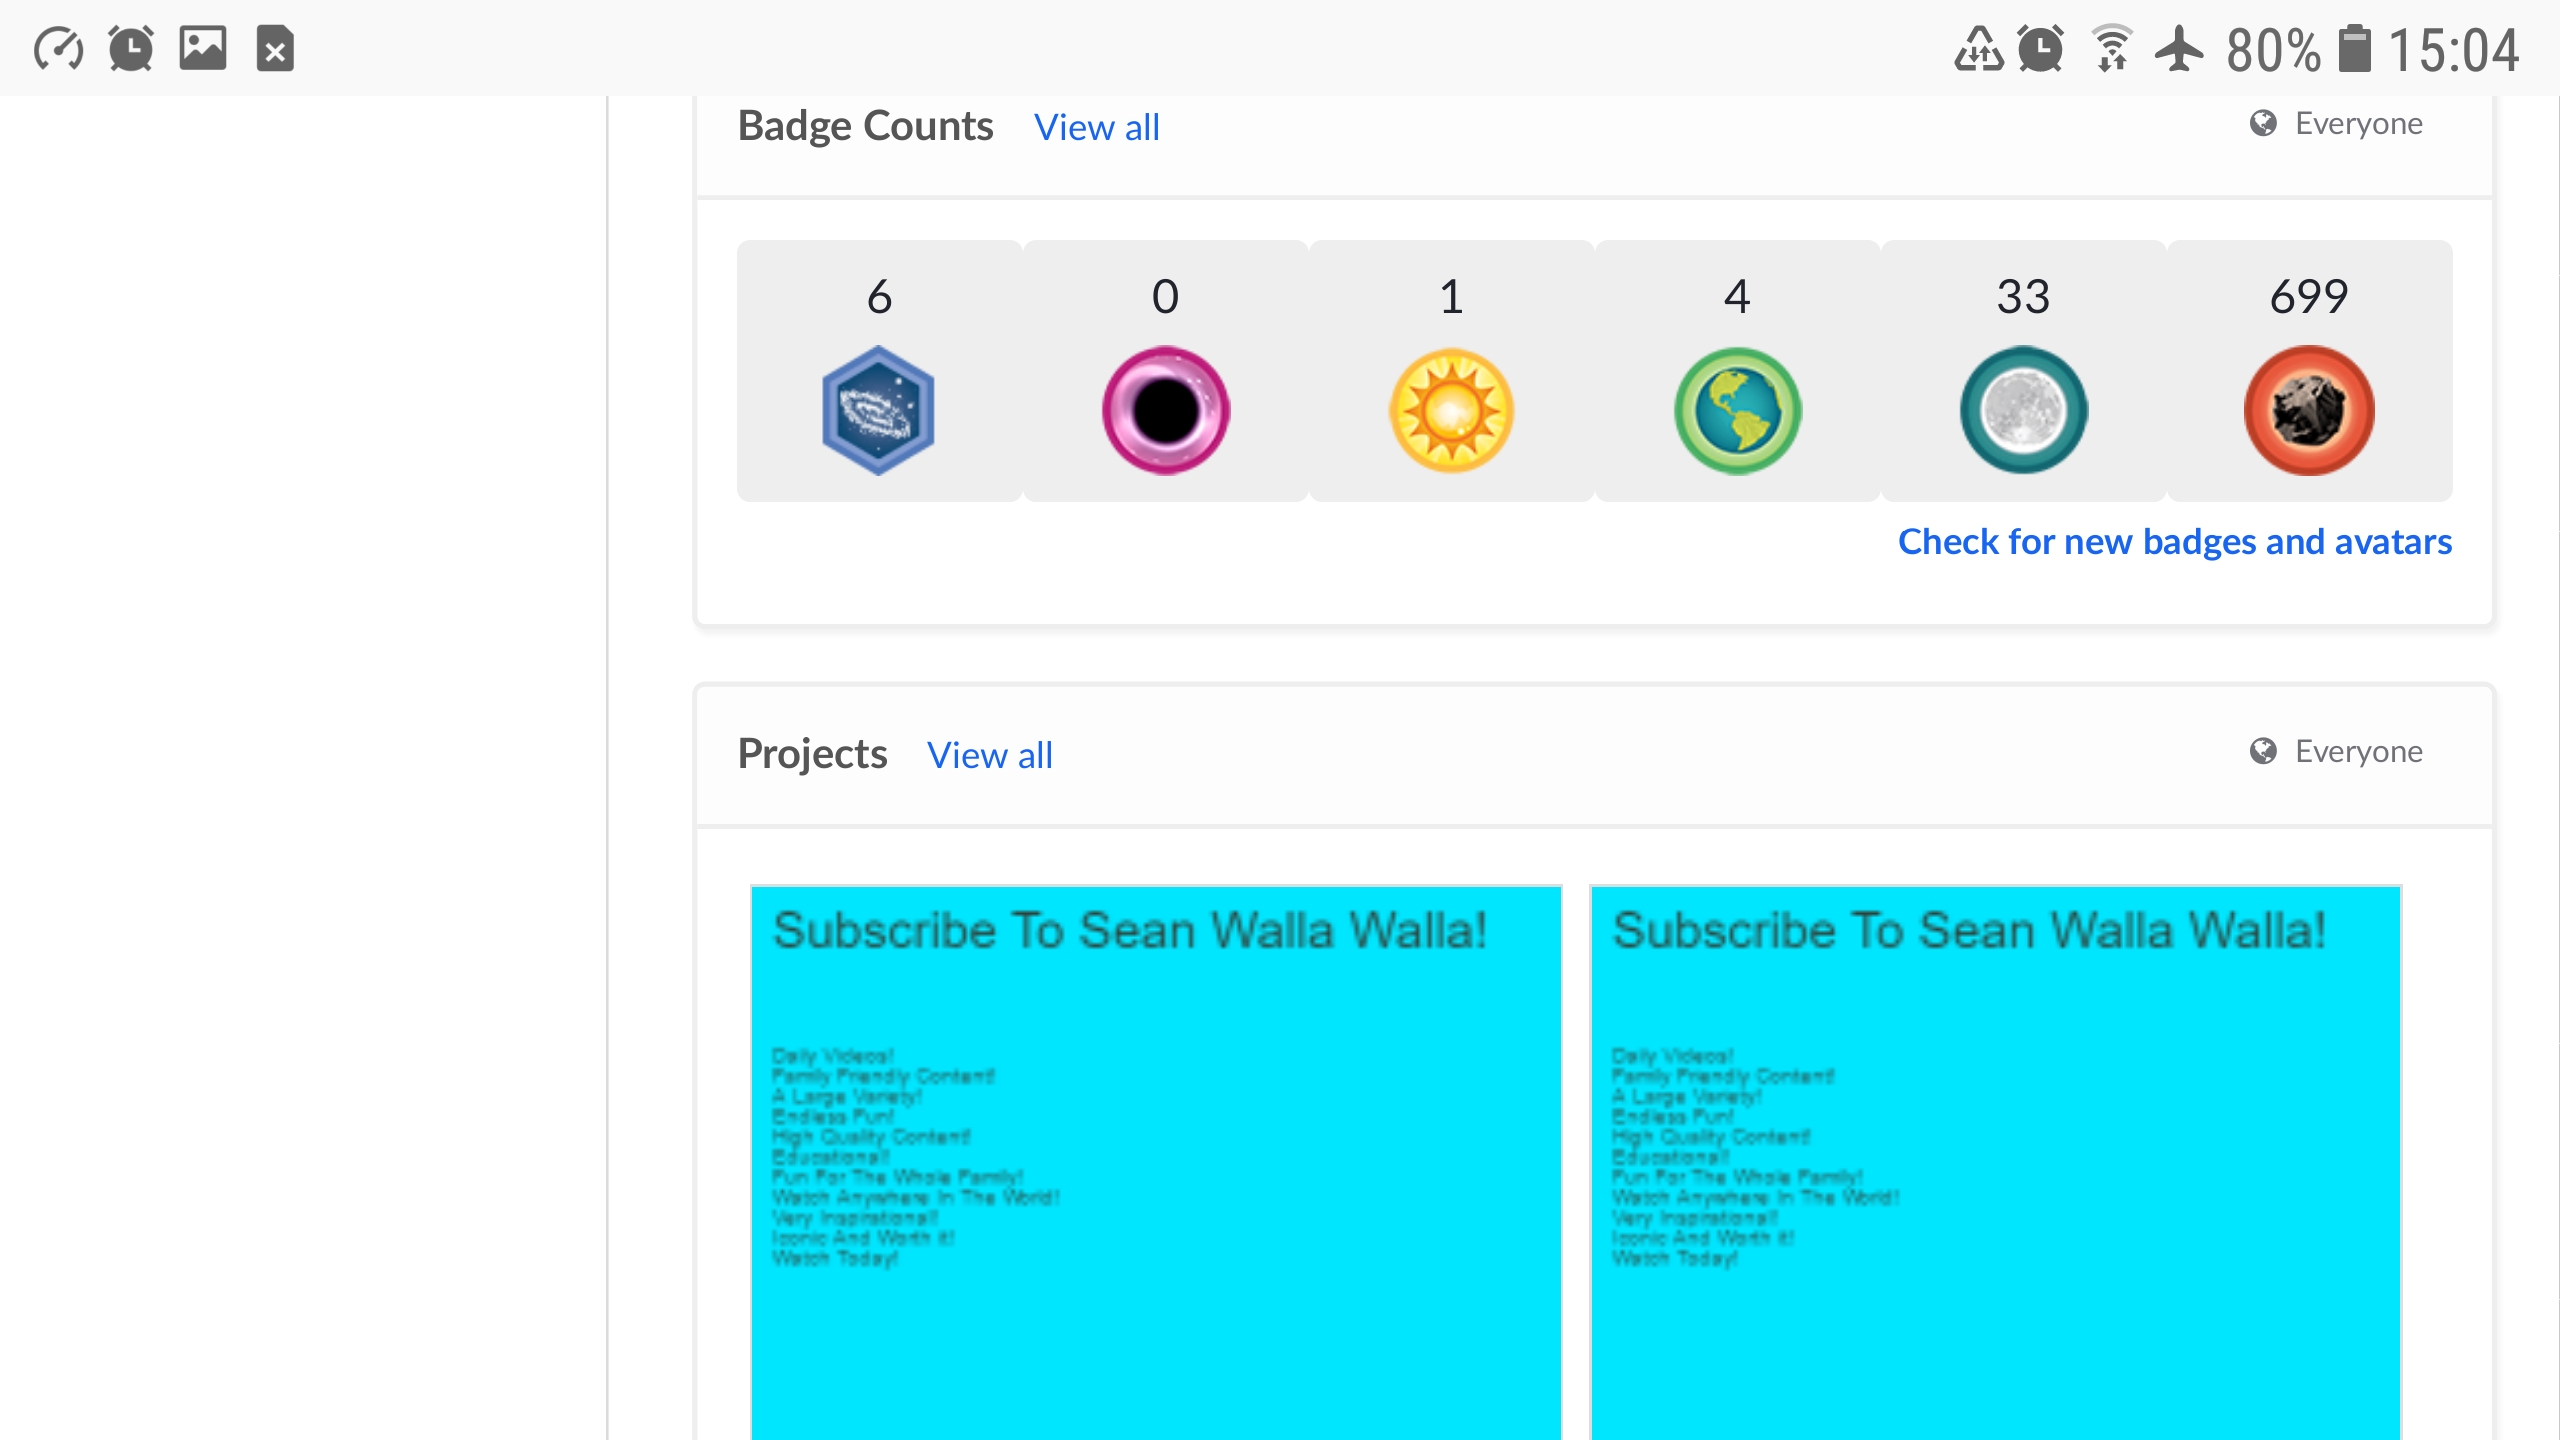 80% 15:04
Badge Counts View all Everyone
6 0 1 4 33 699
Check for new badges and avatars
Projects View all Everyone
Subscribe To Sean Walla Walla! Subscribe To Sean Walla Walla!
Daily Videos! Daily Videos!
Family Friendly Content! Family Friendly Content!
A Large Variety! A Large Variety!
Endless Fun! Endless Fun!
High Quality Content! High Quality Content!
Educational! Educational!
Fun For The Whole Family! Fun For The Whole Family!
Watch Anywhere In The World! Watch Anywhere In The World!
Very Inspirational! Very Inspirational!
Iconic And Worth it! Iconic And Worth it!
Watch Today! Watch Today!